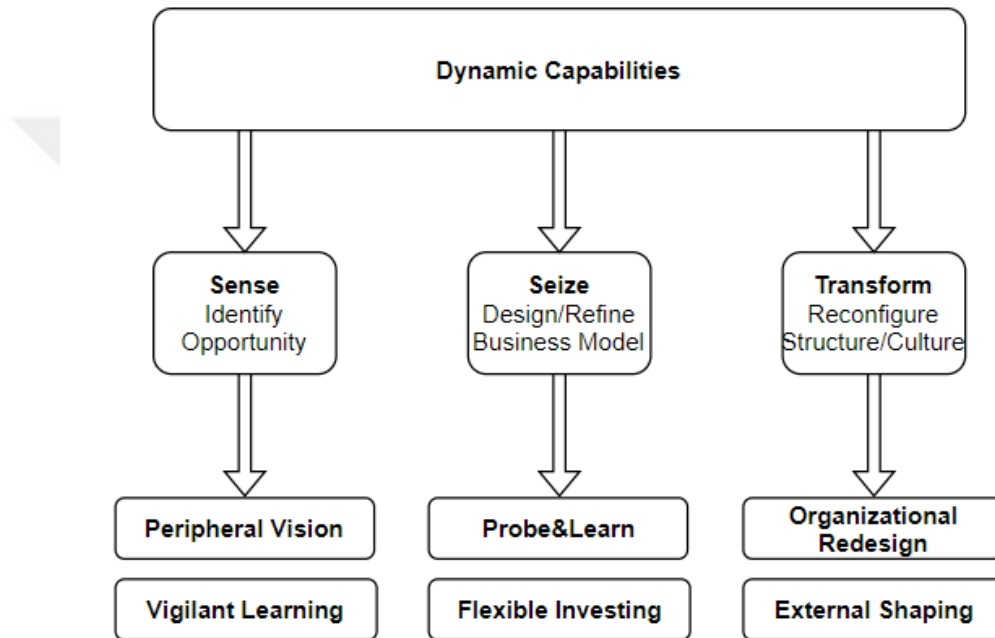 Dynamic Capabilities
Sense
Identify
Opportunity
Seize
Design/Refine
Business Model
Transform
Reconfigure
Structure/Culture
Peripheral Vision
Probe&Learn
Organizational
Redesign
Vigilant Learning
Flexible Investing
External Shaping